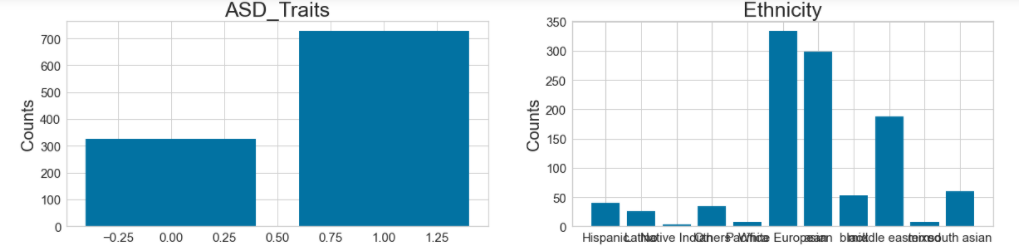 ASD_Traits
Counts
700
600
500
400
300
200
100
0
−0.25 0.00 0.25 0.50 0.75 1.00 1.25
Ethnicity
Counts
350
300
250
200
150
100
50
0
Hispanic Latino Native Indian Others Pacifica White European asian black middle eastern mixed south asian